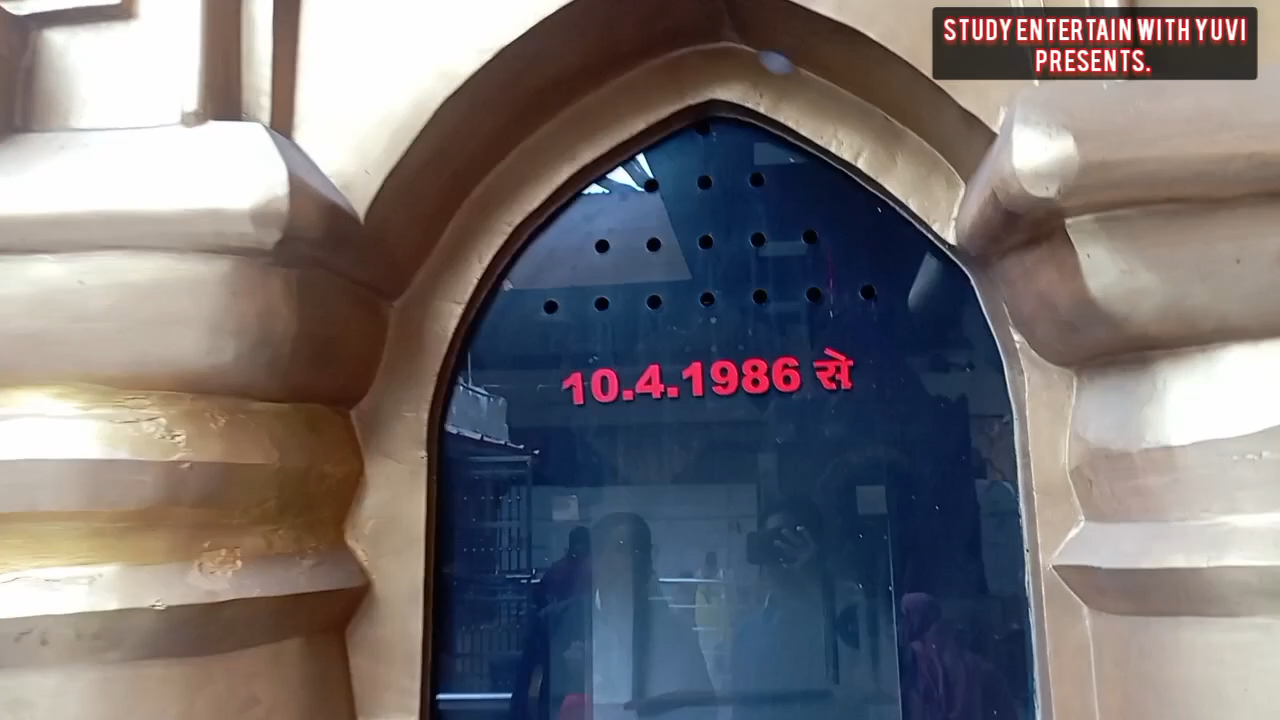 STUDY ENTERTAIN WITH YUVI
PRESENTS.
10.4.1986 से